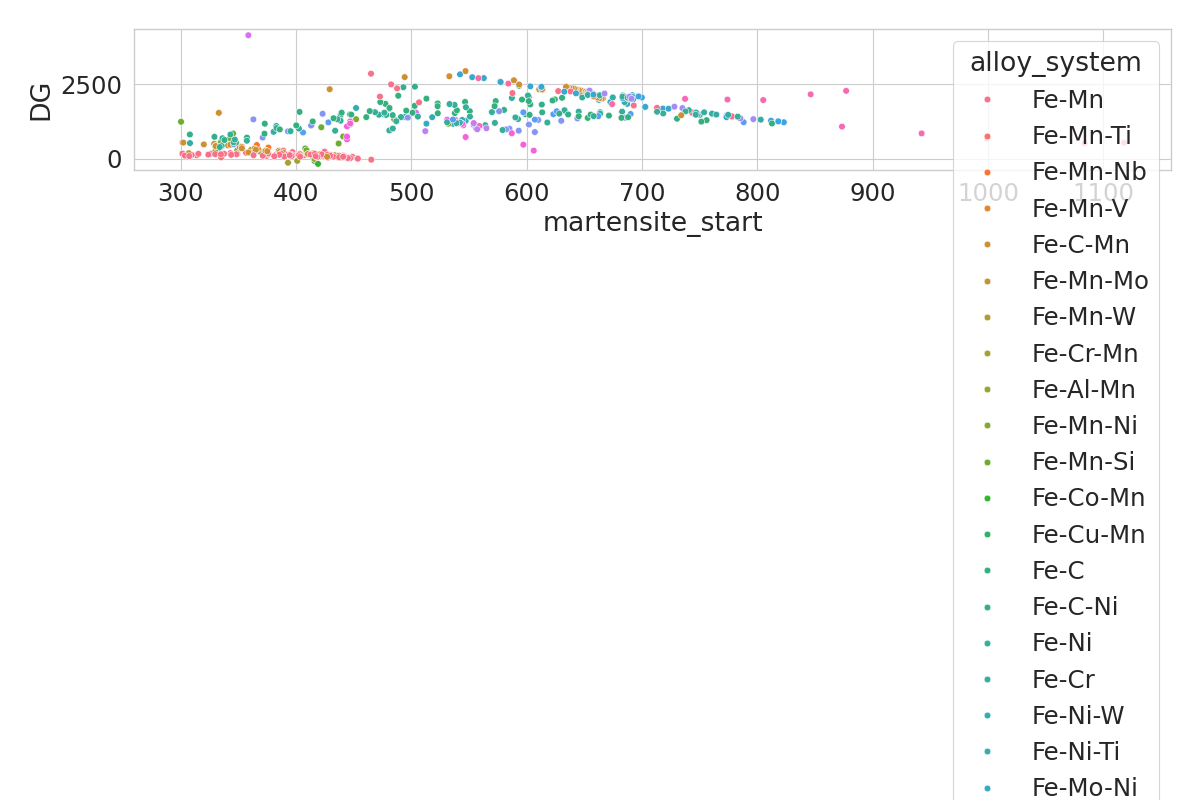 DG
2500
0
300 400 500 600 700 800 900 1000 1100
martensite_start
alloy_system
Fe-Mn
Fe-Mn-Ti
Fe-Mn-Nb
Fe-Mn-V
Fe-C-Mn
Fe-Mn-Mo
Fe-Mn-W
Fe-Cr-Mn
Fe-Al-Mn
Fe-Mn-Ni
Fe-Mn-Si
Fe-Co-Mn
Fe-Cu-Mn
Fe-C
Fe-C-Ni
Fe-Ni
Fe-Cr
Fe-Ni-W
Fe-Ni-Ti
Fe-Mo-Ni